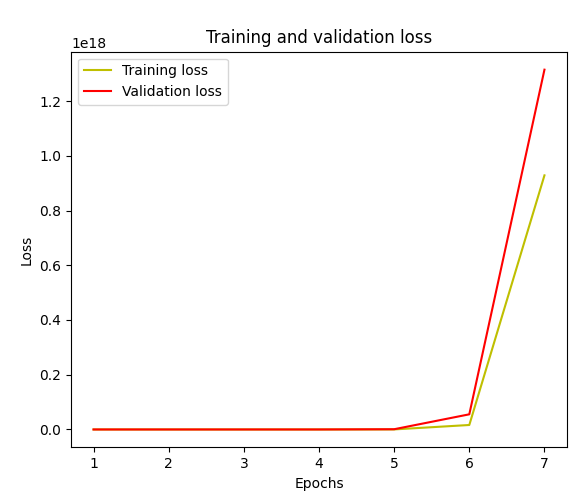 Training and validation loss
1e18
Training loss
Validation loss
1.2
1.0
0.8
0.6
0.4
0.2
0.0
Loss
1 2 3 4 5 6 7
Epochs